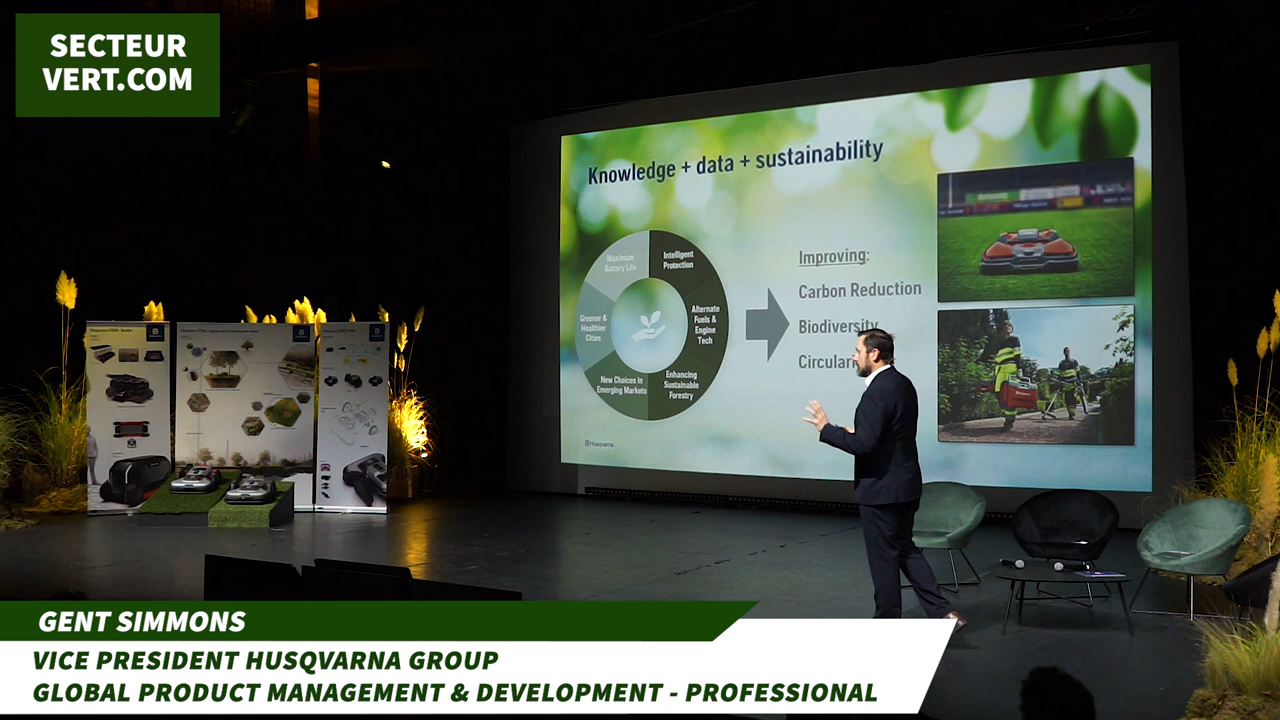 SECTEUR
VERT.COM
Knowledge + data + sustainability
Maximum
Battery Life
Intelligent
Protection
Greener &
Healthier
Cities
Alternate
Fuels &
Engine
Tech
New Choices in
Emerging Markets
Enhancing
Sustainable
Forestry
Improving:
Carbon Reduction
Biodiversity
Circulari
Husqvarna
GENT SIMMONS
VICE PRESIDENT HUSQVARNA GROUP
GLOBAL PRODUCT MANAGEMENT & DEVELOPMENT - PROFESSIONAL